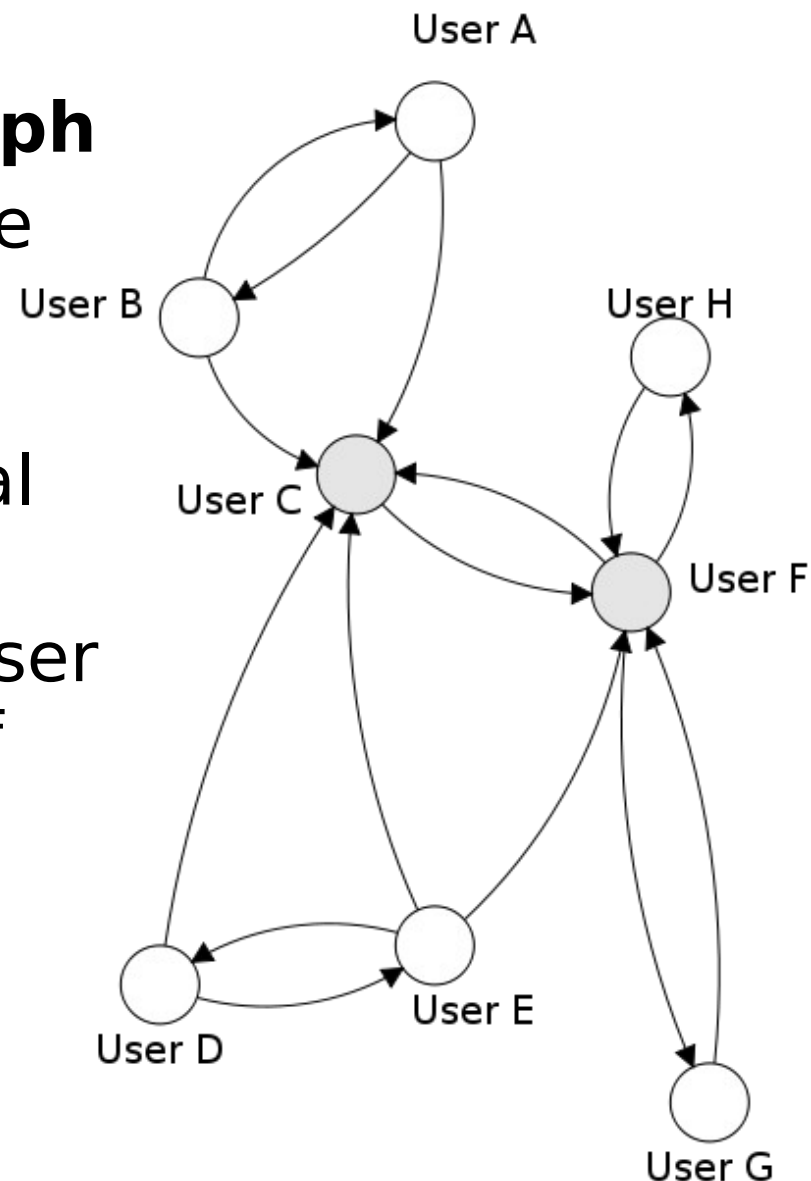 User A
ph
e
User B
User H
al
User C
User F
ser
User E
User D
User G